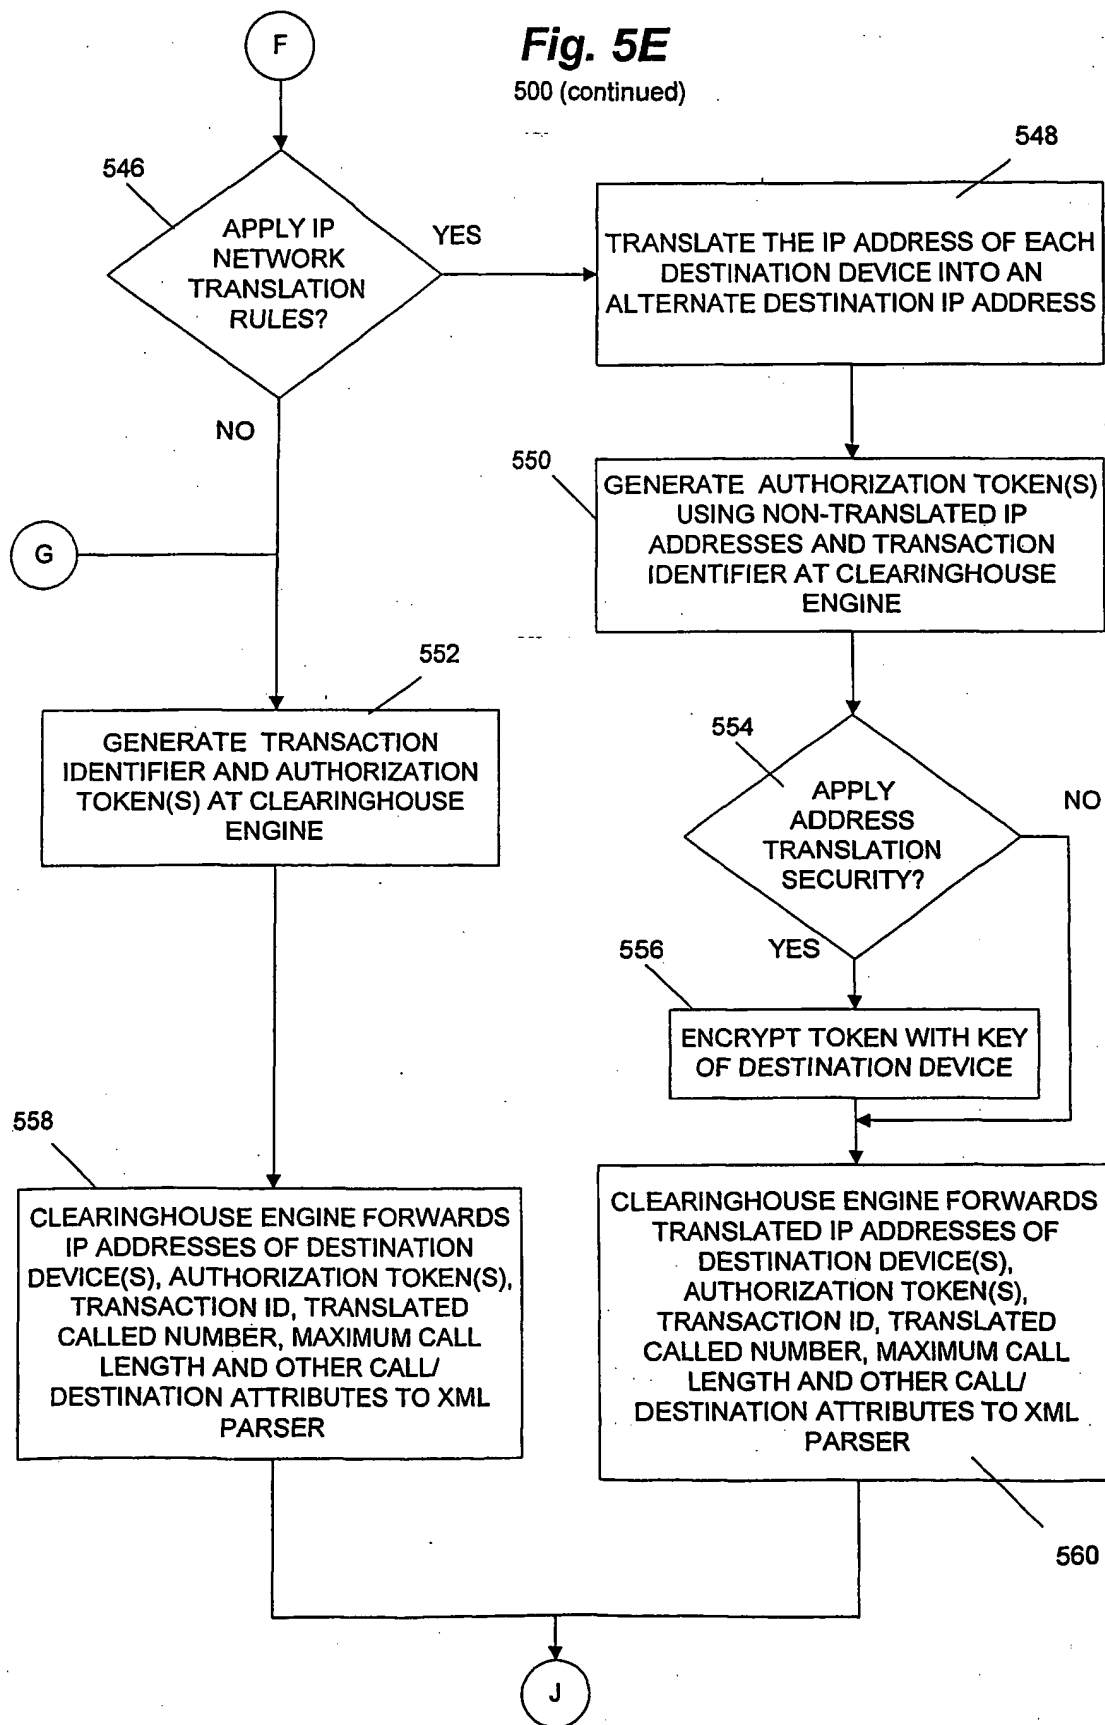 F
Fig. 5E
500 (continued)
546
APPLY IP
NETWORK
TRANSLATION
RULES?
YES
NO
548
TRANSLATE THE IP ADDRESS OF EACH
DESTINATION DEVICE INTO AN
ALTERNATE DESTINATION IP ADDRESS
550
GENERATE AUTHORIZATION TOKEN(S)
USING NON-TRANSLATED IP
ADDRESSES AND TRANSACTION
IDENTIFIER AT CLEARINGHOUSE
ENGINE
G
552
GENERATE TRANSACTION
IDENTIFIER AND AUTHORIZATION
TOKEN(S) AT CLEARINGHOUSE
ENGINE
554
APPLY
ADDRESS
TRANSLATION
SECURITY?
NO
YES
556
ENCRYPT TOKEN WITH KEY
OF DESTINATION DEVICE
558
CLEARINGHOUSE ENGINE FORWARDS
IP ADDRESSES OF DESTINATION
DEVICE(S), AUTHORIZATION TOKEN(S),
TRANSACTION ID, TRANSLATED
CALLED NUMBER, MAXIMUM CALL
LENGTH AND OTHER CALL/
DESTINATION ATTRIBUTES TO XML
PARSER
CLEARINGHOUSE ENGINE FORWARDS
TRANSLATED IP ADDRESSES OF
DESTINATION DEVICE(S),
AUTHORIZATION TOKEN(S),
TRANSACTION ID, TRANSLATED
CALLED NUMBER, MAXIMUM CALL
LENGTH AND OTHER CALL/
DESTINATION ATTRIBUTES TO XML
PARSER
560
J